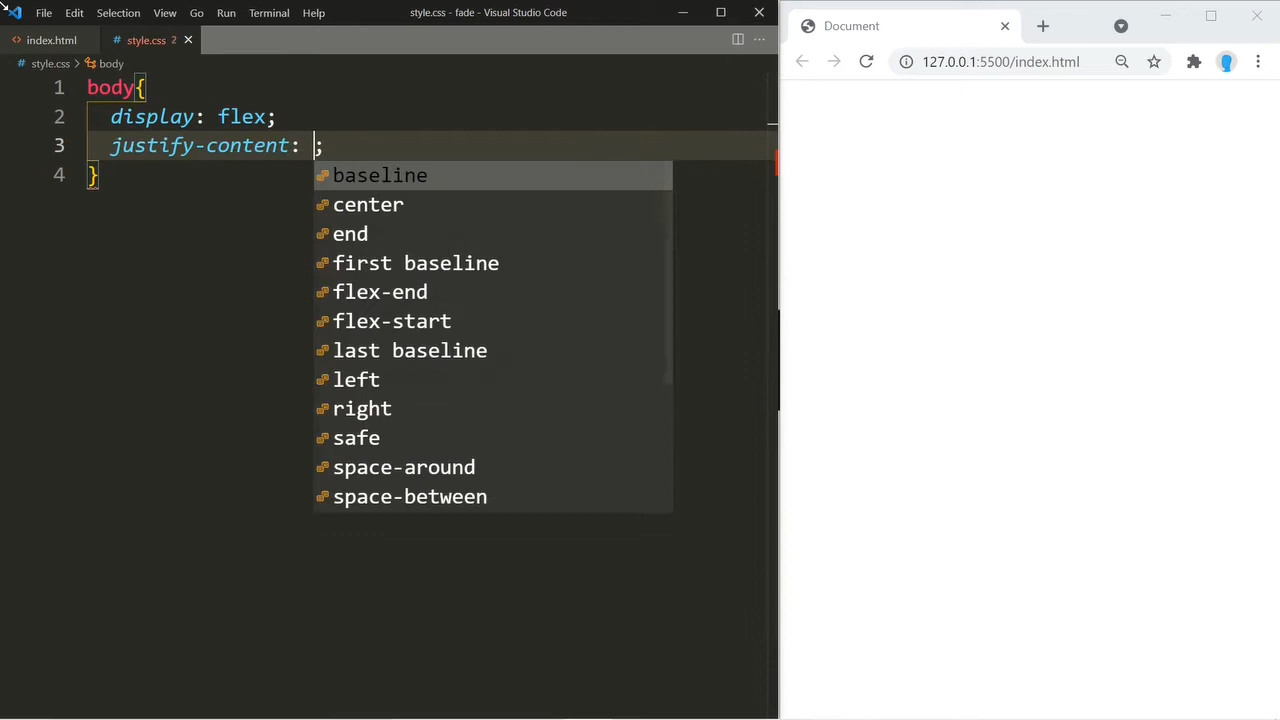 File Edit Selection View Go Run Terminal Help style.css - fade - Visual Studio Code
index.html style.css 2
style.css > body
1 body{
2 display: flex;
3 justify-content: ;
4 }
baseline
center
end
first baseline
flex-end
flex-start
last baseline
left
right
safe
space-around
space-between
Document
127.0.0.1:5500/index.html